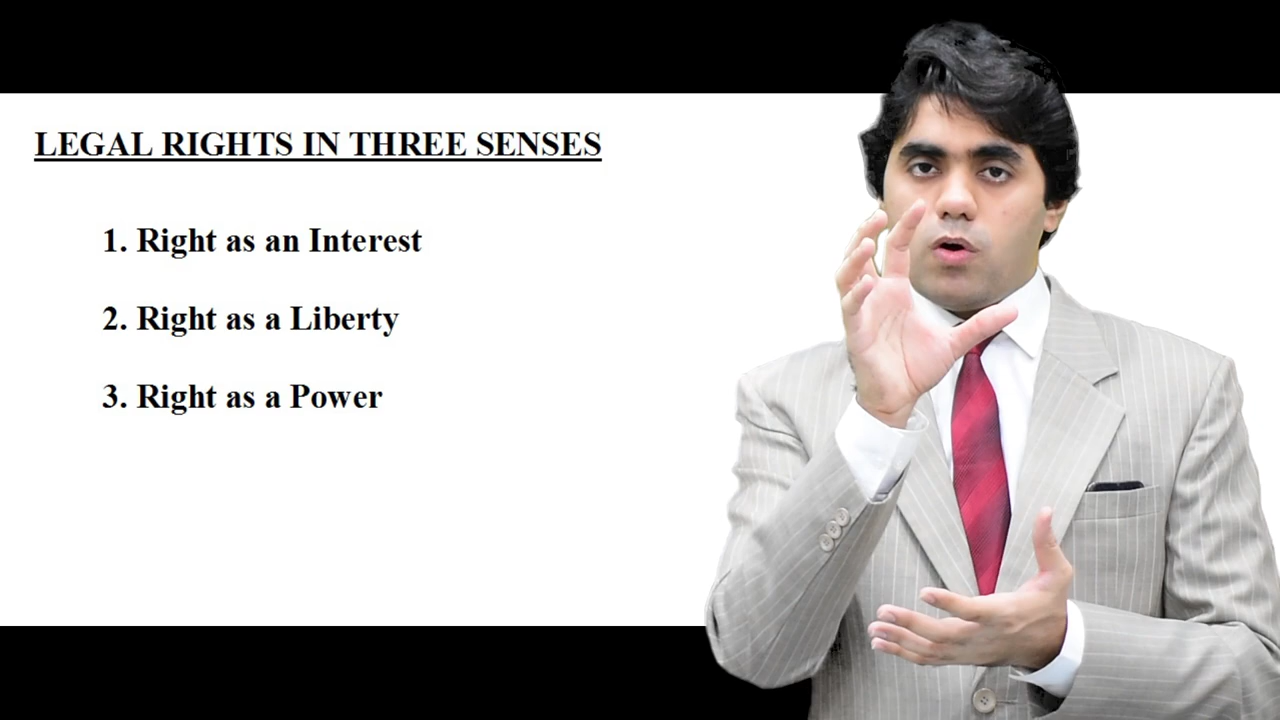 LEGAL RIGHTS IN THREE SENSES
1. Right as an Interest
2. Right as a Liberty
3. Right as a Power